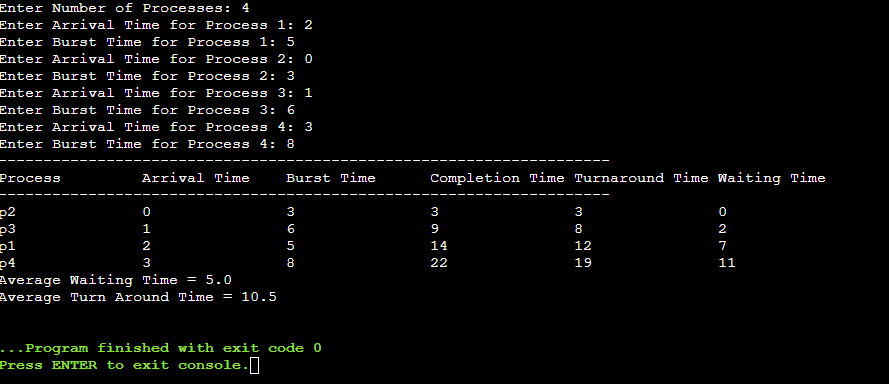 Enter Number of Processes: 4
Enter Arrival Time for Process 1: 2
Enter Burst Time for Process 1: 5
Enter Arrival Time for Process 2: 0
Enter Burst Time for Process 2: 3
Enter Arrival Time for Process 3: 1
Enter Burst Time for Process 3: 6
Enter Arrival Time for Process 4: 3
Enter Burst Time for Process 4: 8
--------------------------------------------------------------------
Process Arrival Time Burst Time Completion Time Turnaround Time Waiting Time
--------------------------------------------------------------------
p2 0 3 3 3 0
p3 1 6 9 8 2
p1 2 5 14 12 7
p4 3 8 22 19 11
Average Waiting Time = 5.0
Average Turn Around Time = 10.5
...Program finished with exit code 0
Press ENTER to exit console.